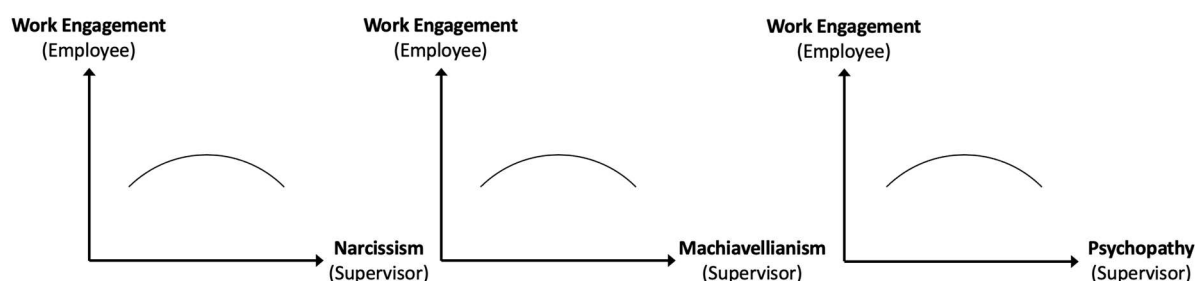 Work Engagement
(Employee)
Narcissism
(Supervisor)
Work Engagement
(Employee)
Machiavellianism
(Supervisor)
Work Engagement
(Employee)
Psychopathy
(Supervisor)